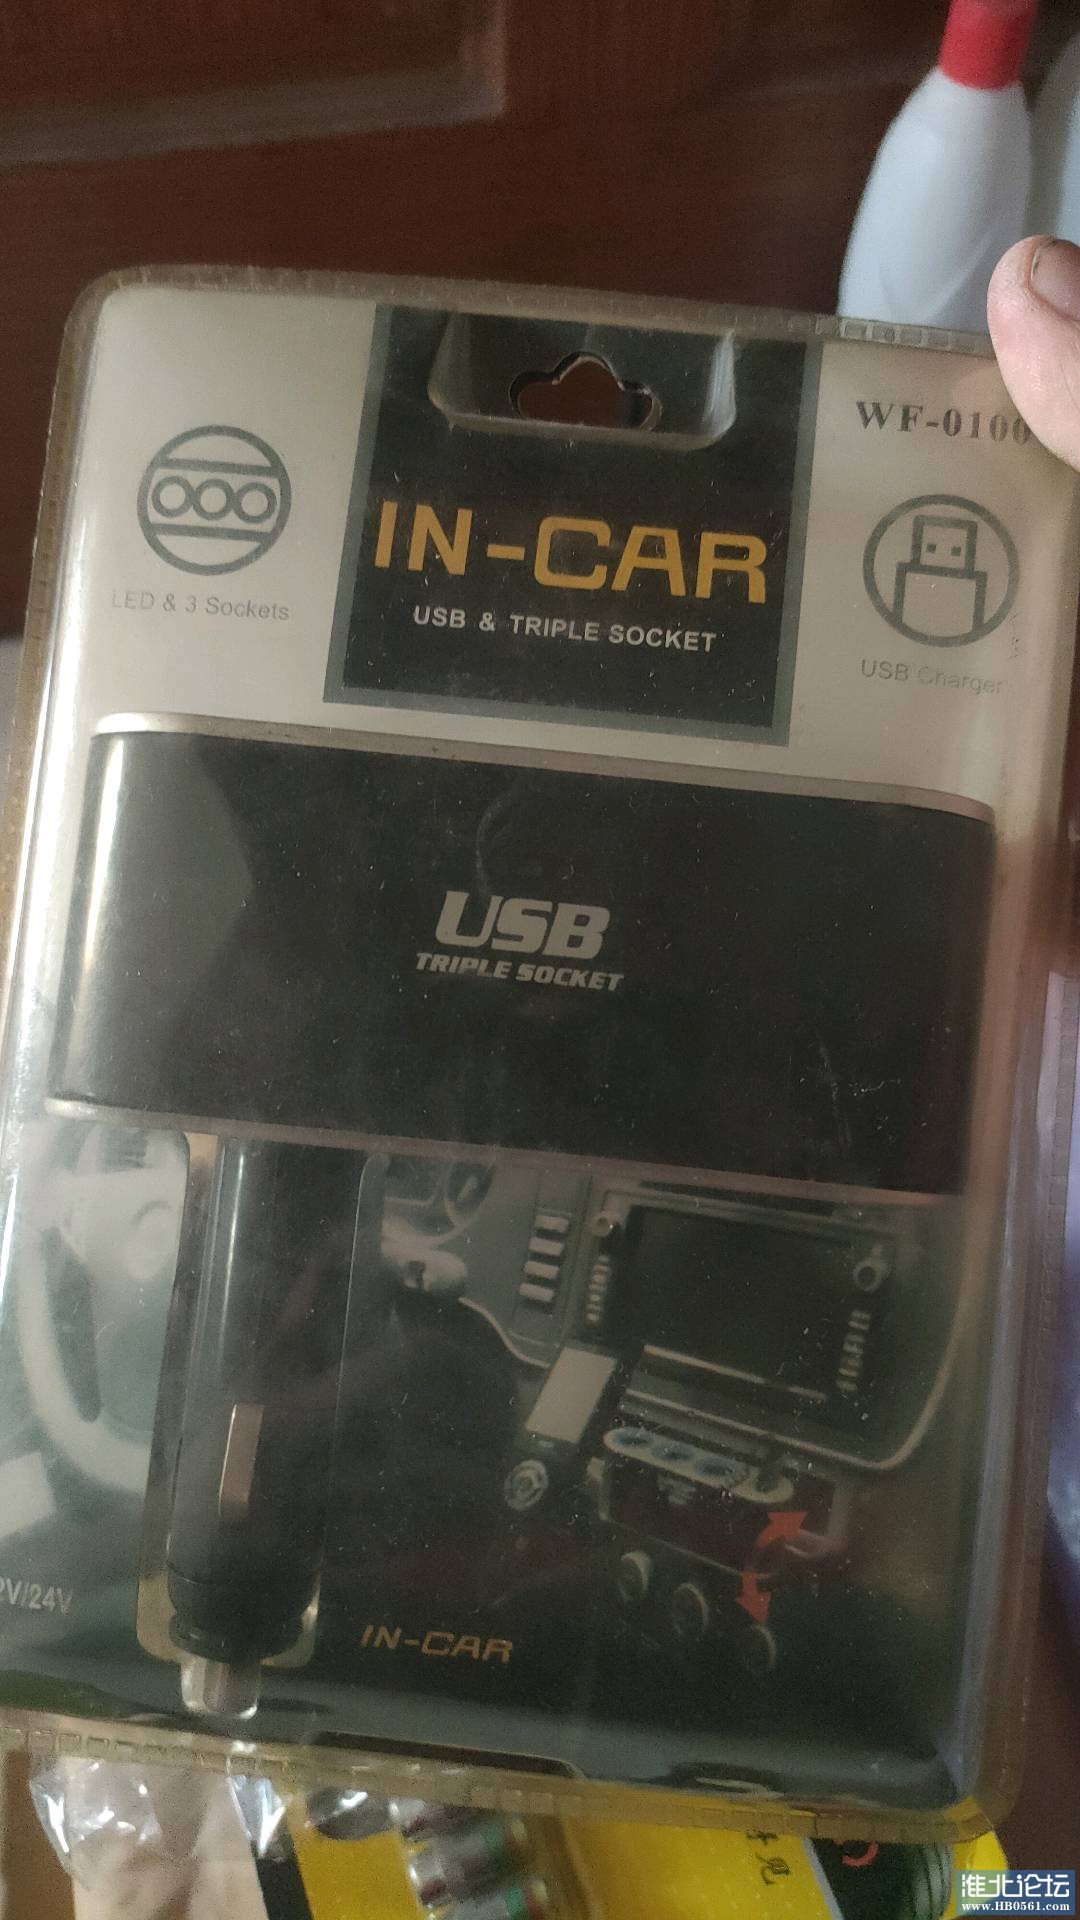 WF-0100
IN-CAR
USB & TRIPLE SOCKET
LED & 3 Sockets
USB Charger
USB
TRIPLE SOCKET
2V/24V
IN-CAR
淮北论坛
www.HB0561.com